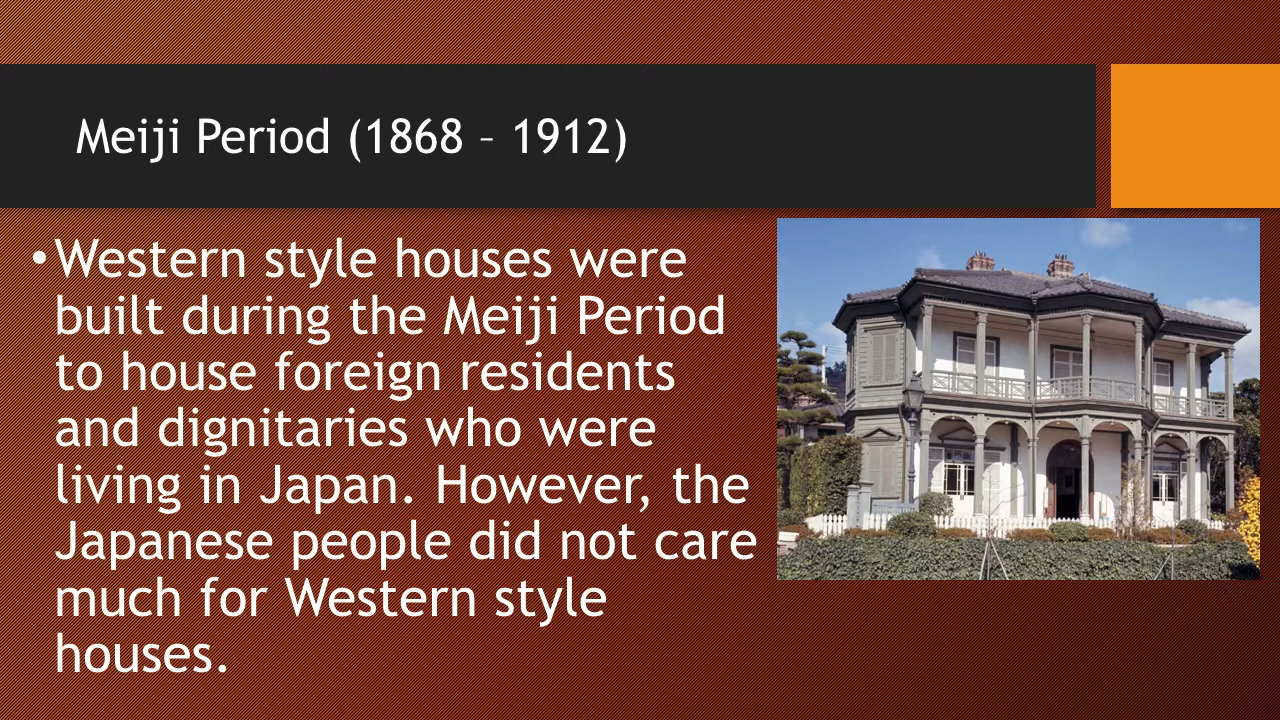 Meiji Period (1868 – 1912)
• Western style houses were
built during the Meiji Period
to house foreign residents
and dignitaries who were
living in Japan. However, the
Japanese people did not care
much for Western style
houses.